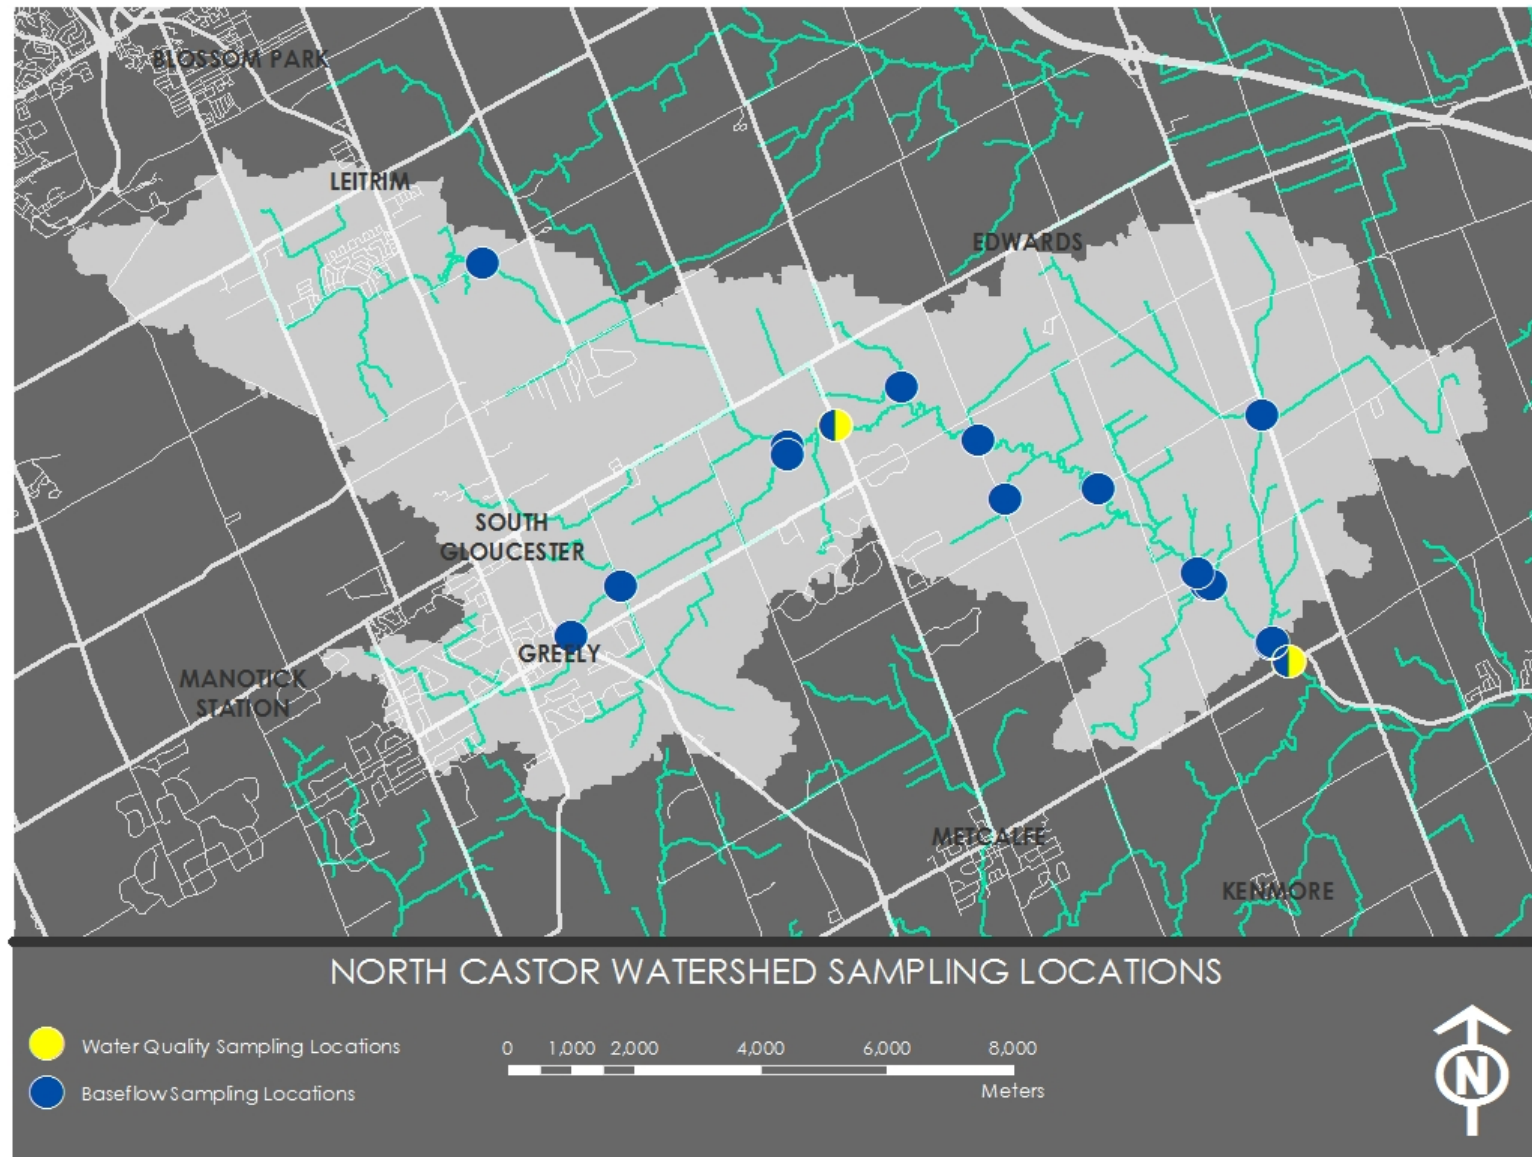 BLOSSOM PARK
LEITRIM
EDWARDS
SOUTH
GLOUCESTER
GREELY
MANOTICK
STATION
METCALFE
KENMORE
NORTH CASTOR WATERSHED SAMPLING LOCATIONS
Water Quality Sampling Locations
Baseflow Sampling Locations
0 1,000 2,000 4,000 6,000 8,000
Meters
N